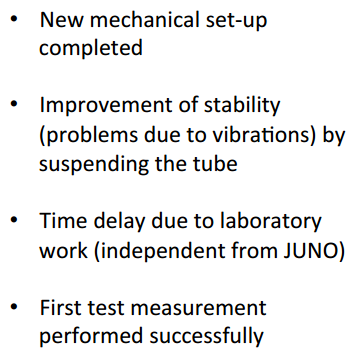 • New mechanical set-up
completed
• Improvement of stability
(problems due to vibrations) by
suspending the tube
• Time delay due to laboratory
work (independent from JUNO)
• First test measurement
performed successfully